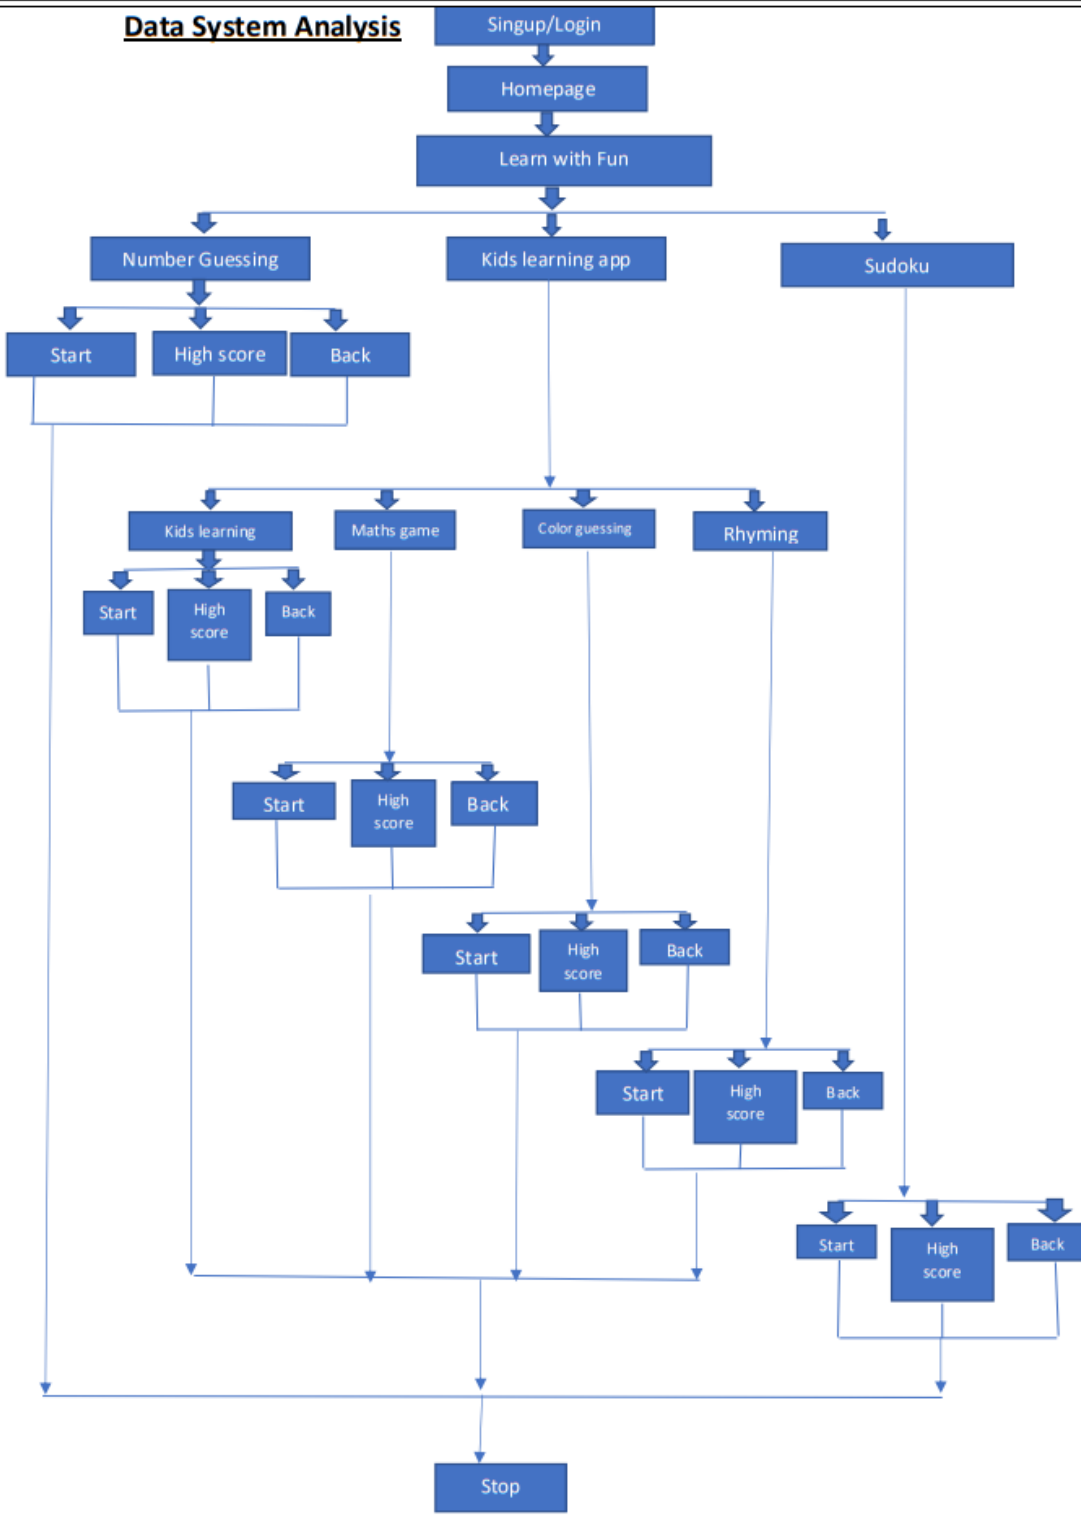 Data System Analysis
Singup/Login
Homepage
Learn with Fun
Number Guessing
Kids learning app
Sudoku
Start
High score
Back
Kids learning
Maths game
Color guessing
Rhyming
Start
High
score
Back
Start
High
score
Back
Start
High
score
Back
Start
High
score
Back
Start
High
score
Back
Stop